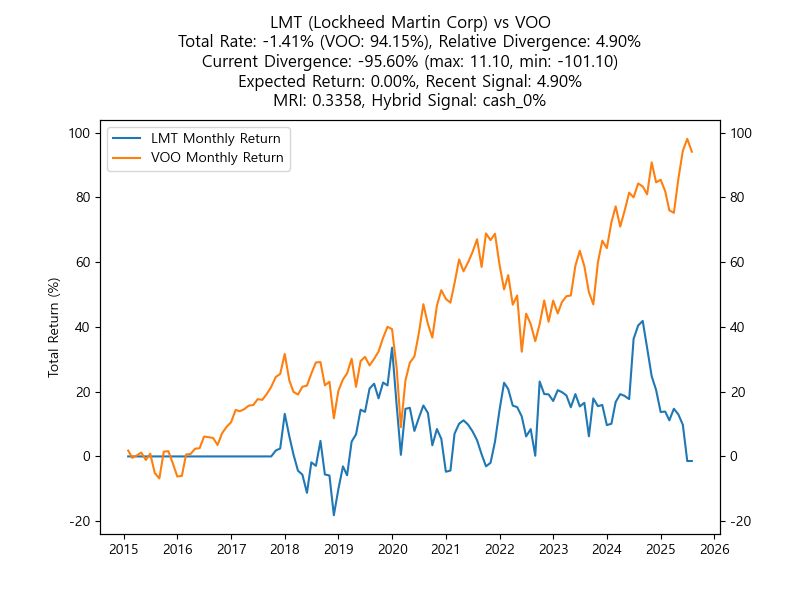 LMT (Lockheed Martin Corp) vs VOO
Total Rate: -1.41% (VOO: 94.15%), Relative Divergence: 4.90%
Current Divergence: -95.60% (max: 11.10, min: -101.10)
Expected Return: 0.00%, Recent Signal: 4.90%
MRI: 0.3358, Hybrid Signal: cash_0%
LMT Monthly Return
VOO Monthly Return
Total Return (%)
100
80
60
40
20
0
-20
100
80
60
40
20
0
-20
2015 2016 2017 2018 2019 2020 2021 2022 2023 2024 2025 2026